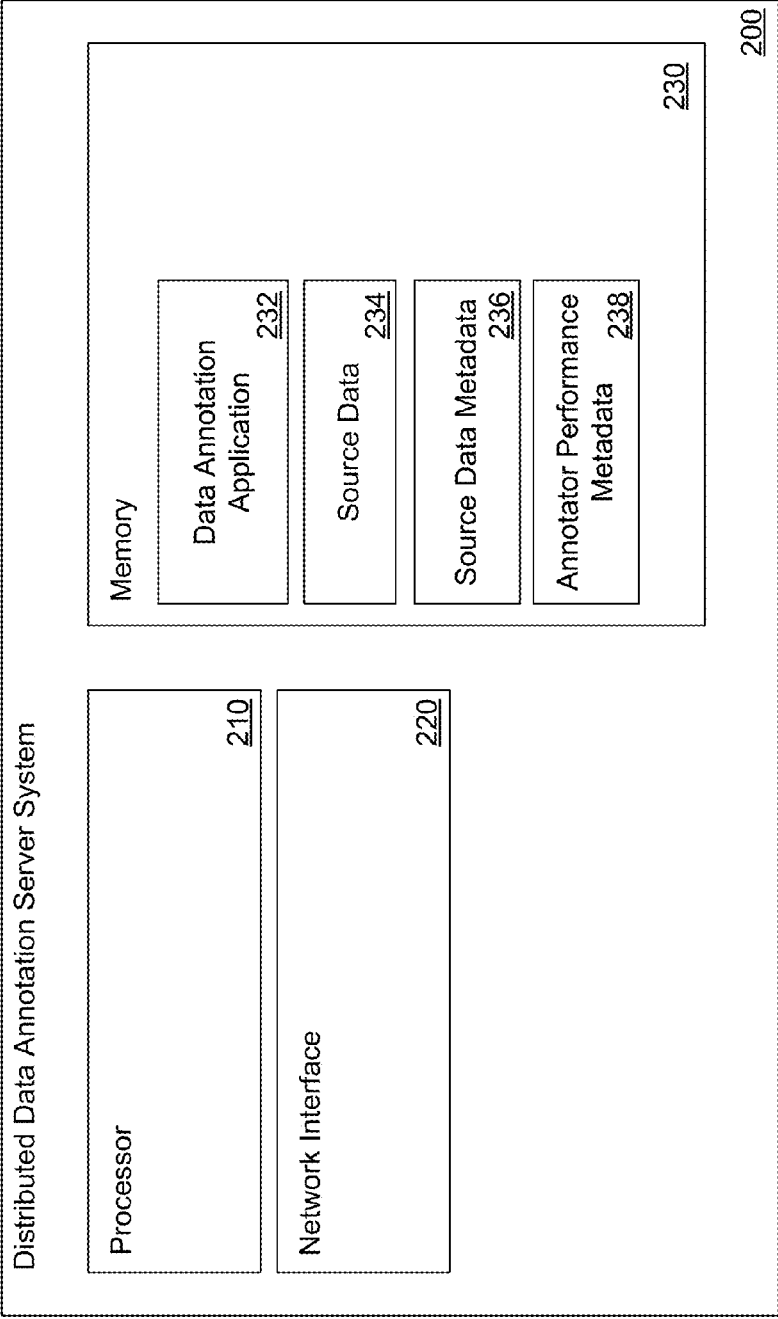 Distributed Data Annotation Server System
Processor
210
Network Interface
220
Memory
Data Annotation
Application
232
Source Data
234
Source Data Metadata
236
Annotator Performance
Metadata
238
230
200